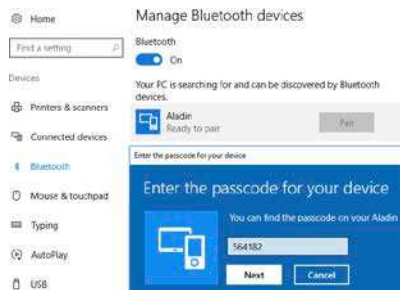 Home
Find a setting
Devices
Printers & scanners
Connected devices
Bluetooth
Mouse & touchpad
Typing
AutoPlay
USB
Manage Bluetooth devices
Bluetooth
On
Your PC is searching for and can be discovered by Bluetooth
devices.
Aladin
Ready to pair
Pair
Enter the passcode for your device
Enter the passcode for your device
You can find the passcode on your Aladin
564182
Next
Cancel